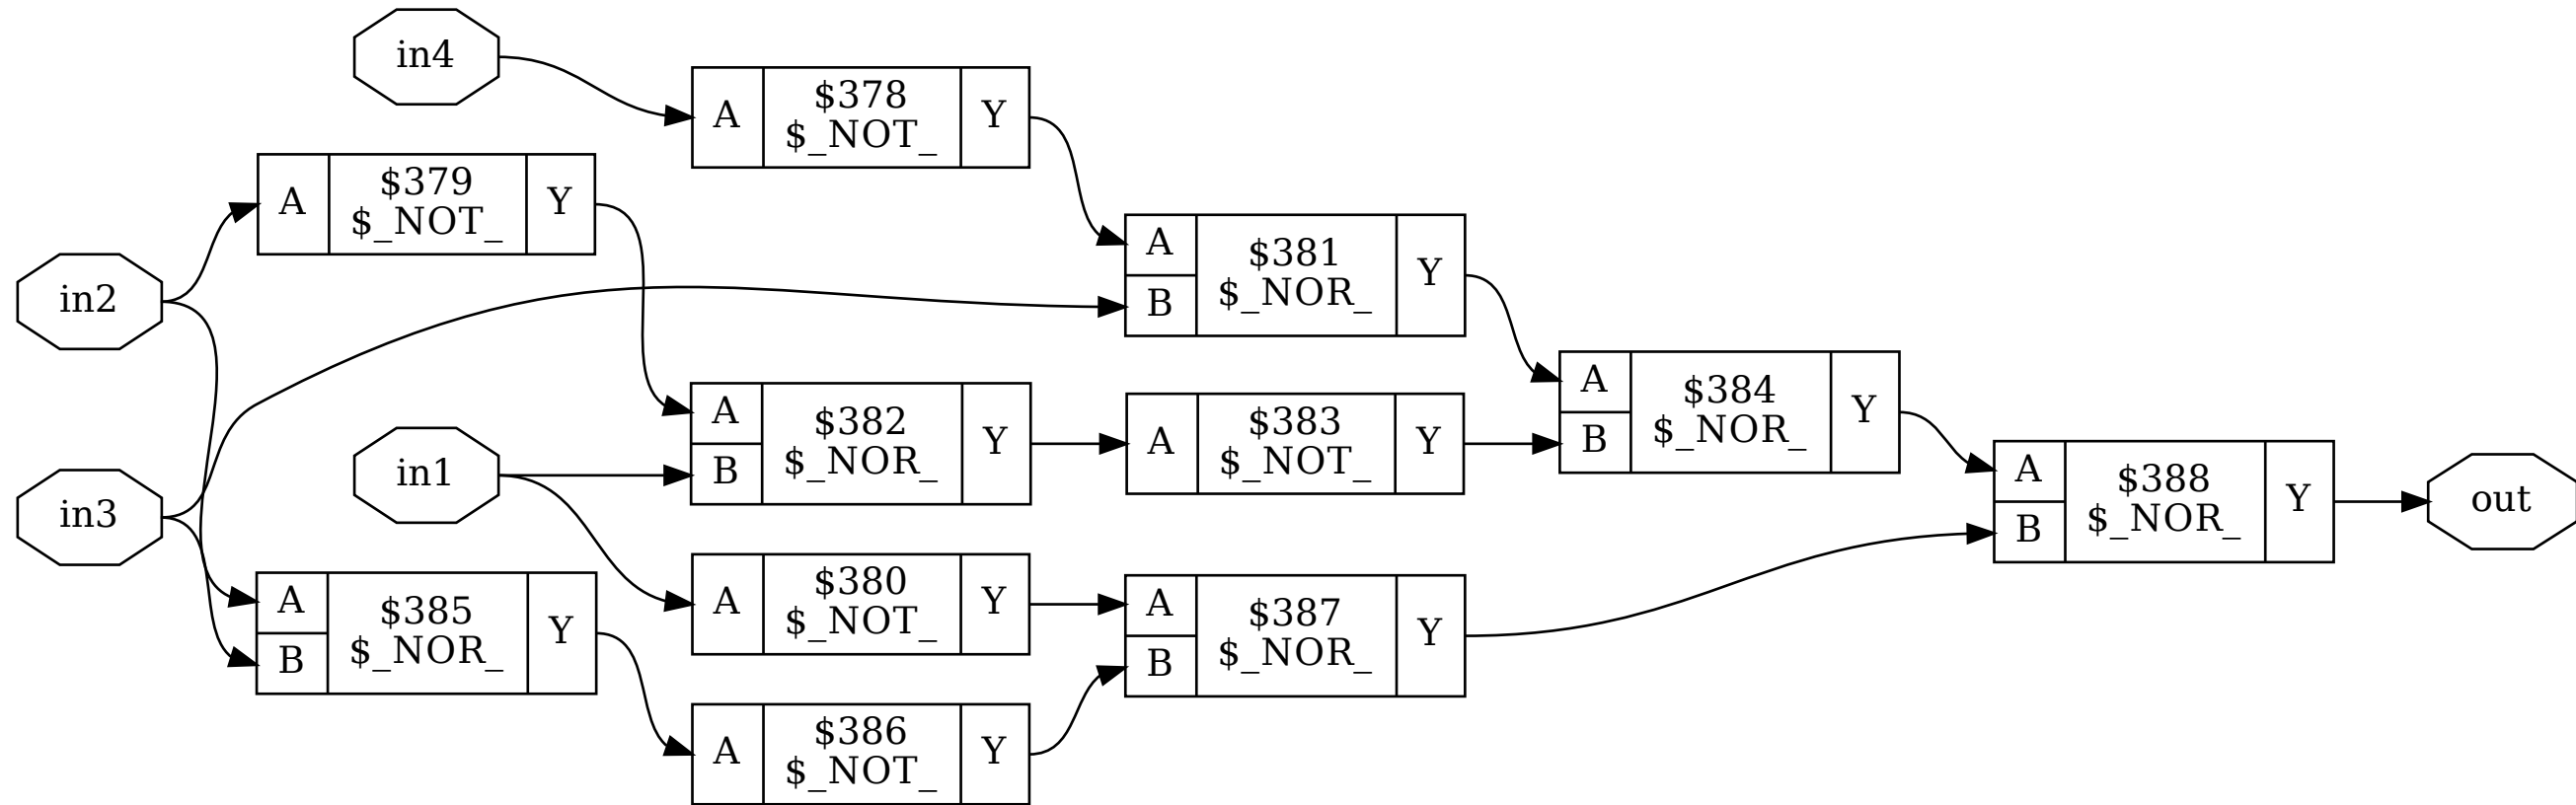 in4
A $378 Y
$_NOT_
A $379 Y
$_NOT_
in2
A $381 Y
B $_NOR_
A $384 Y
B $_NOR_
A $382 Y
B $_NOR_
A $383 Y
$_NOT_
in1
in3
A $388 Y
B $_NOR_
out
A $380 Y
$_NOT_
A $385 Y
B $_NOR_
A $387 Y
B $_NOR_
A $386 Y
$_NOT_